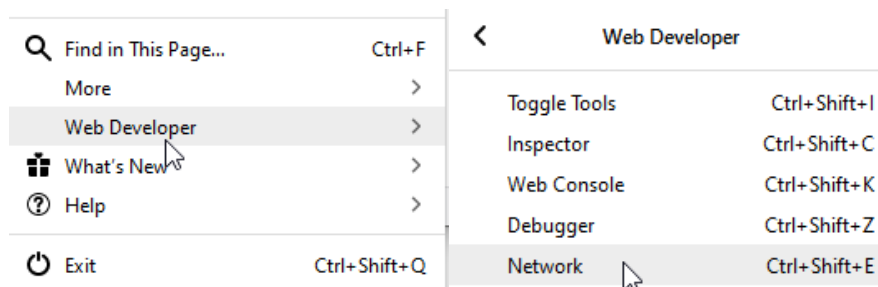 Find in This Page... Ctrl+F
More
Web Developer
What's New
Help
Exit Ctrl+Shift+Q
Web Developer
Toggle Tools Ctrl+Shift+I
Inspector Ctrl+Shift+C
Web Console Ctrl+Shift+K
Debugger Ctrl+Shift+Z
Network Ctrl+Shift+E